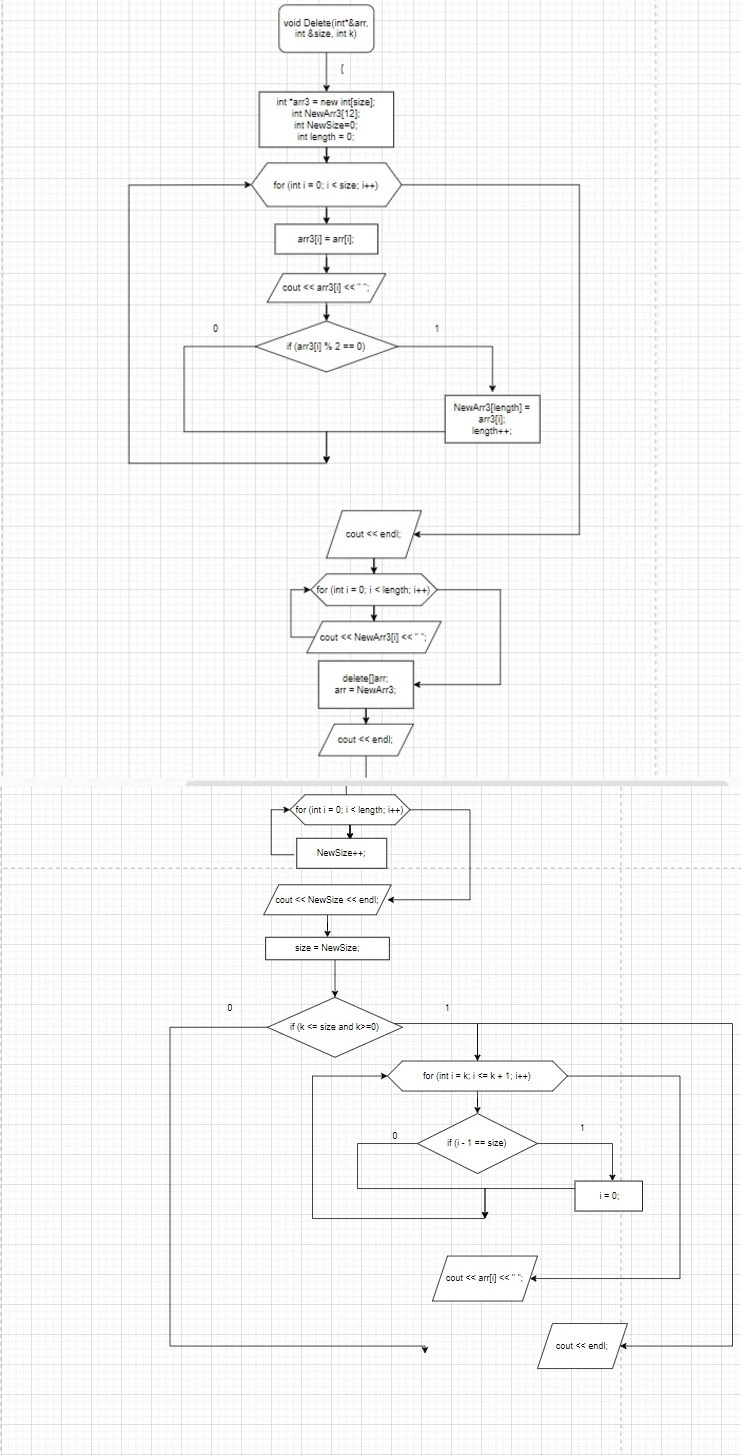 void Delete(int*&arr,
int &size, int k)
{
int *arr3 = new int[size];
int NewArr3[12];
int NewSize=0;
int length = 0;
for (int i = 0; i < size; i++)
arr3[i] = arr[i];
cout << arr3[i] << " ";
0
1
if (arr3[i] % 2 == 0)
NewArr3[length] =
arr3[i];
length++;
cout << endl;
for (int i = 0; i < length; i++)
cout << NewArr3[i] << " ";
delete[]arr;
arr = NewArr3;
cout << endl;
for (int i = 0; i < length; i++)
NewSize++;
cout << NewSize << endl;
size = NewSize;
0
1
if (k <= size and k>=0)
for (int i = k; i <= k + 1; i++)
0
1
if (i - 1 == size)
i = 0;
cout << arr[i] << " ";
cout << endl;